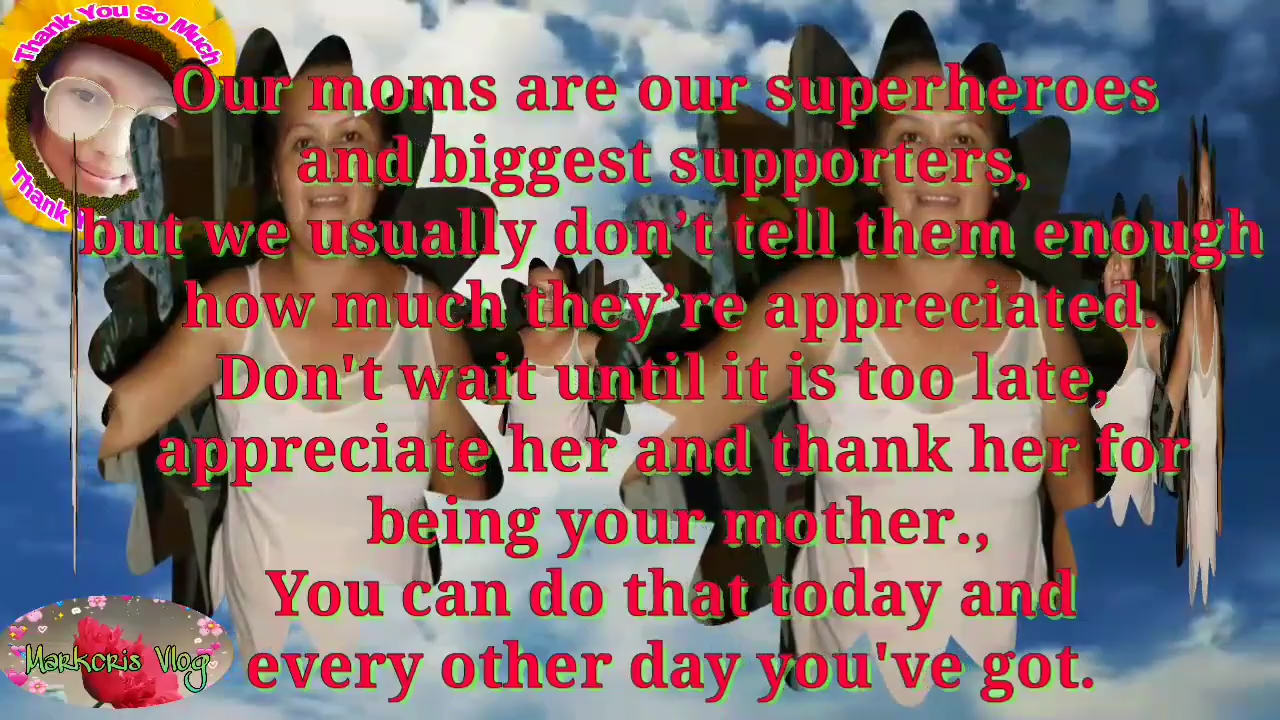 Thank You So Much
Thank
Our moms are our superheroes
and biggest supporters,
but we usually don’t tell them enough
how much they’re appreciated.
Don't wait until it is too late,
appreciate her and thank her for
being your mother.,
You can do that today and
every other day you've got.
Markcris Vlog